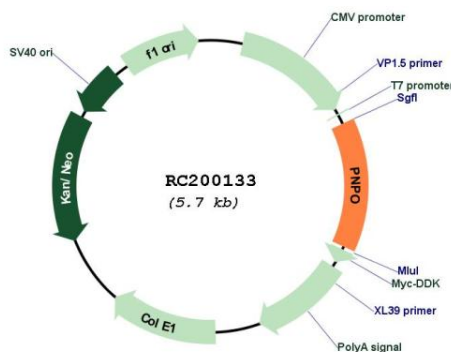 CMV promoter
VP1.5 primer
T7 promoter
SgfI
PNPO
MluI
Myc-DDK
XL39 primer
PolyA signal
Col E1
Kan/ Neo
SV40 ori
f1 ori
RC200133
(5.7 kb)